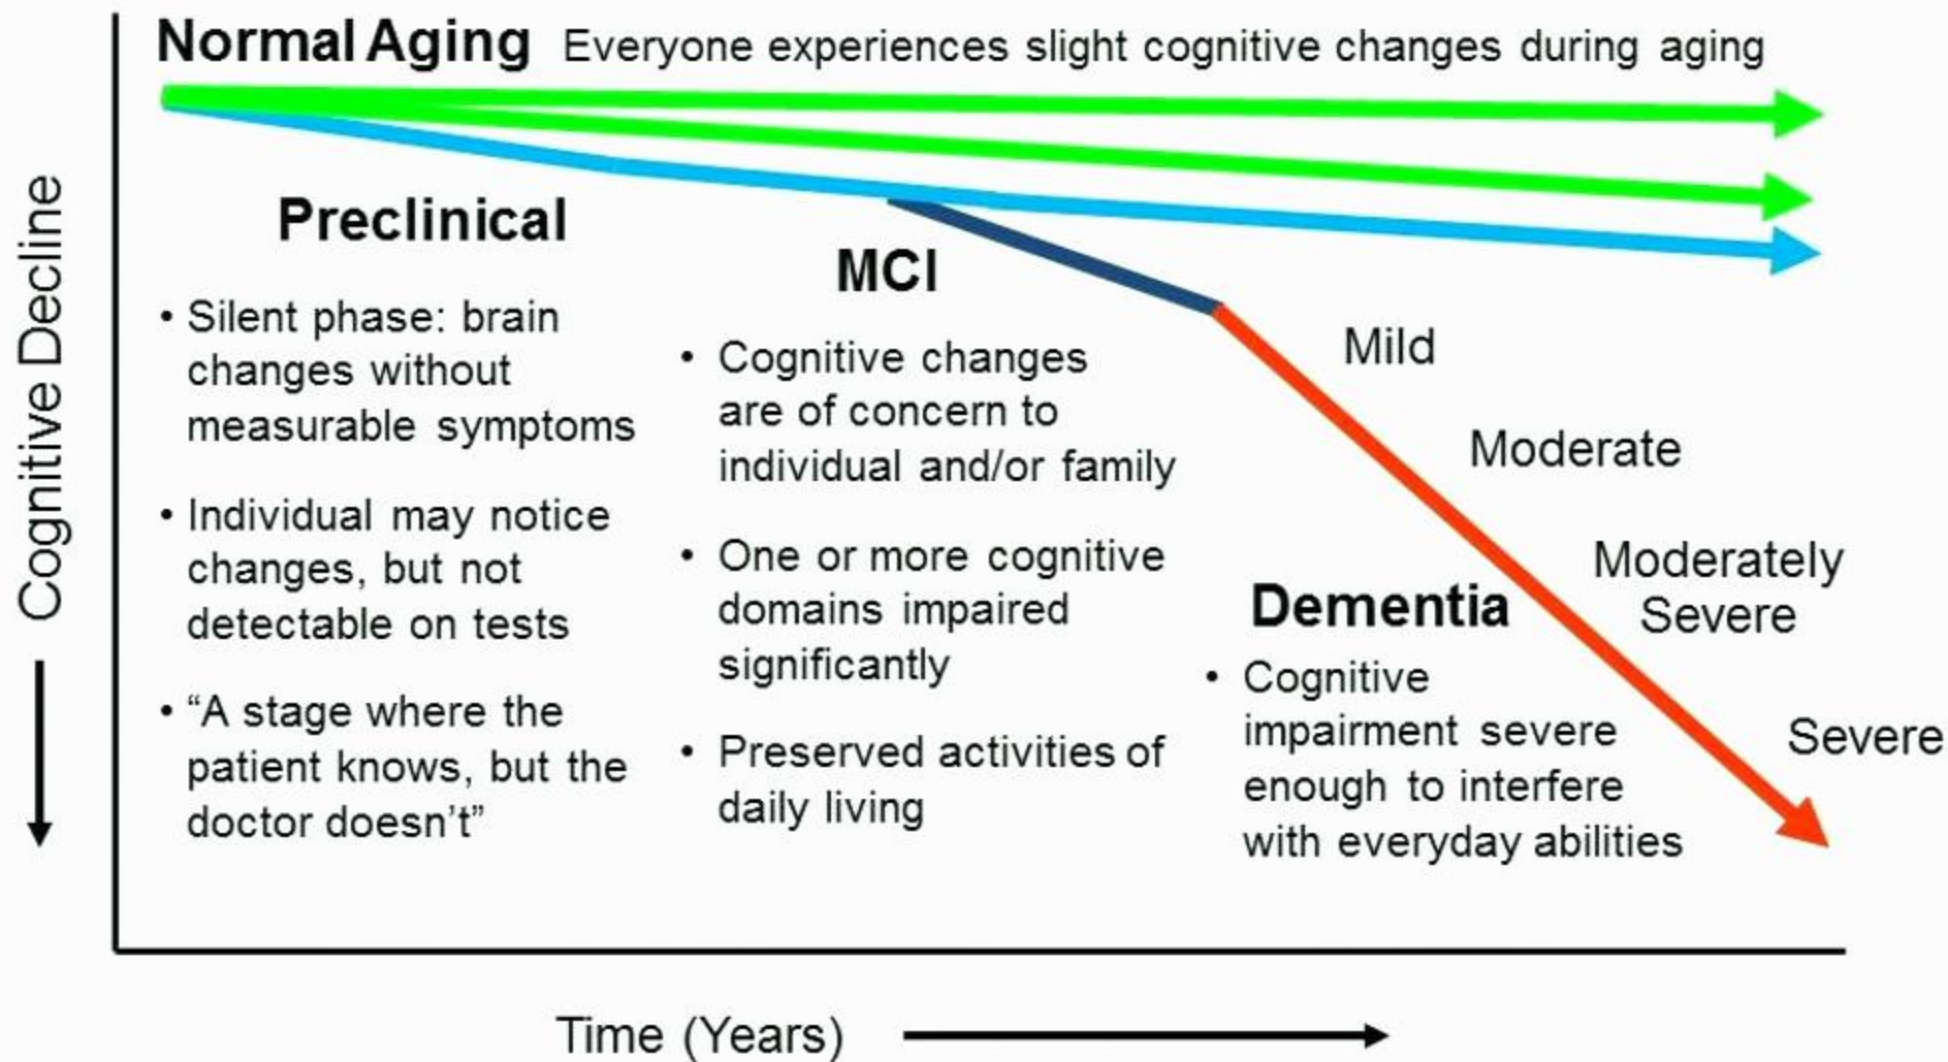 Normal Aging Everyone experiences slight cognitive changes during aging
Cognitive Decline
Preclinical
• Silent phase: brain
changes without
measurable symptoms
• Individual may notice
changes, but not
detectable on tests
• “A stage where the
patient knows, but the
doctor doesn’t”
MCI
• Cognitive changes
are of concern to
individual and/or family
• One or more cognitive
domains impaired
significantly
• Preserved activities of
daily living
Dementia
• Cognitive
impairment severe
enough to interfere
with everyday abilities
Mild
Moderate
Moderately
Severe
Severe
Time (Years)